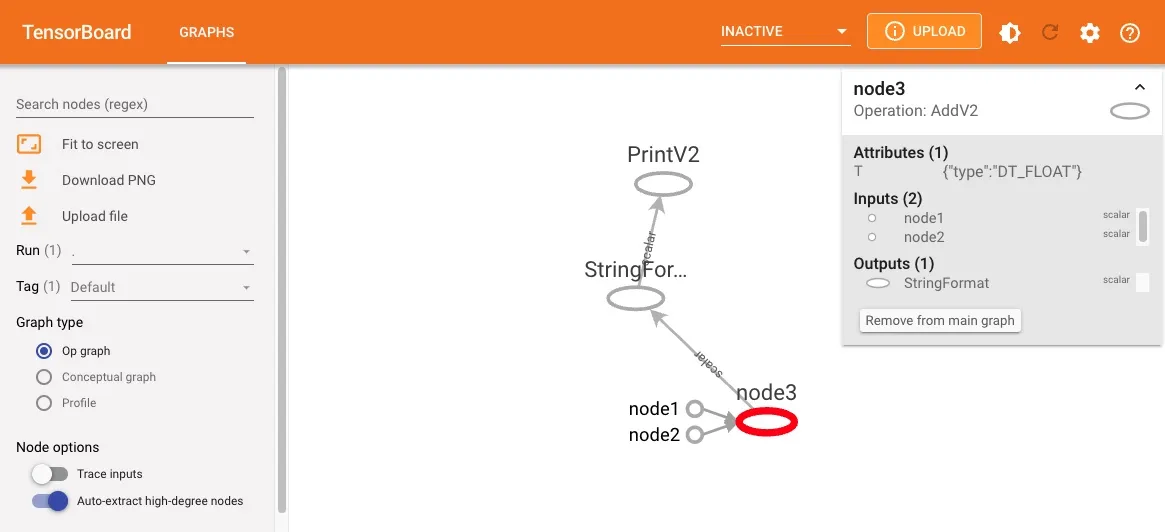 TensorBoard
GRAPHS
INACTIVE
UPLOAD
Search nodes (regex)
Fit to screen
Download PNG
Upload file
Run (1) .
Tag (1) Default
Graph type
Op graph
Conceptual graph
Profile
Node options
Trace inputs
Auto-extract high-degree nodes
PrintV2
scalar
StringFor...
scalar
node3
node1
node2
node3
Operation: AddV2
Attributes (1)
T {"type":"DT_FLOAT"}
Inputs (2)
node1 scalar
node2 scalar
Outputs (1)
StringFormat scalar
Remove from main graph